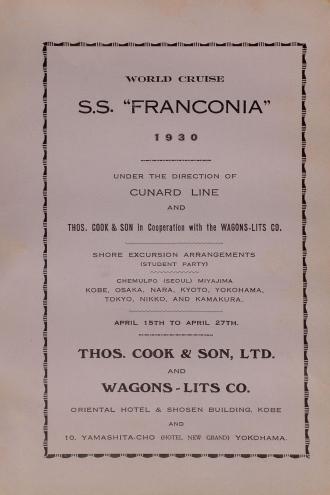 WORLD CRUISE
S.S. "FRANCONIA"
1930
UNDER THE DIRECTION OF
CUNARD LINE
AND
THOS. COOK & SON in Cooperation with the WAGONS-LITS CO.
SHORE EXCURSION ARRANGEMENTS
(STUDENT PARTY)
CHEMULPO (SEOUL) MIYAJIMA
KOBE, OSAKA, NARA, KYOTO, YOKOHAMA,
TOKYO, NIKKO, AND KAMAKURA.
APRIL 15TH TO APRIL 27TH.
THOS. COOK & SON, LTD.
AND
WAGONS-LITS CO.
ORIENTAL HOTEL & SHOSEN BUILDING, KOBE
AND
10. YAMASHITA-CHO (HOTEL NEW GRAND) YOKOHAMA.